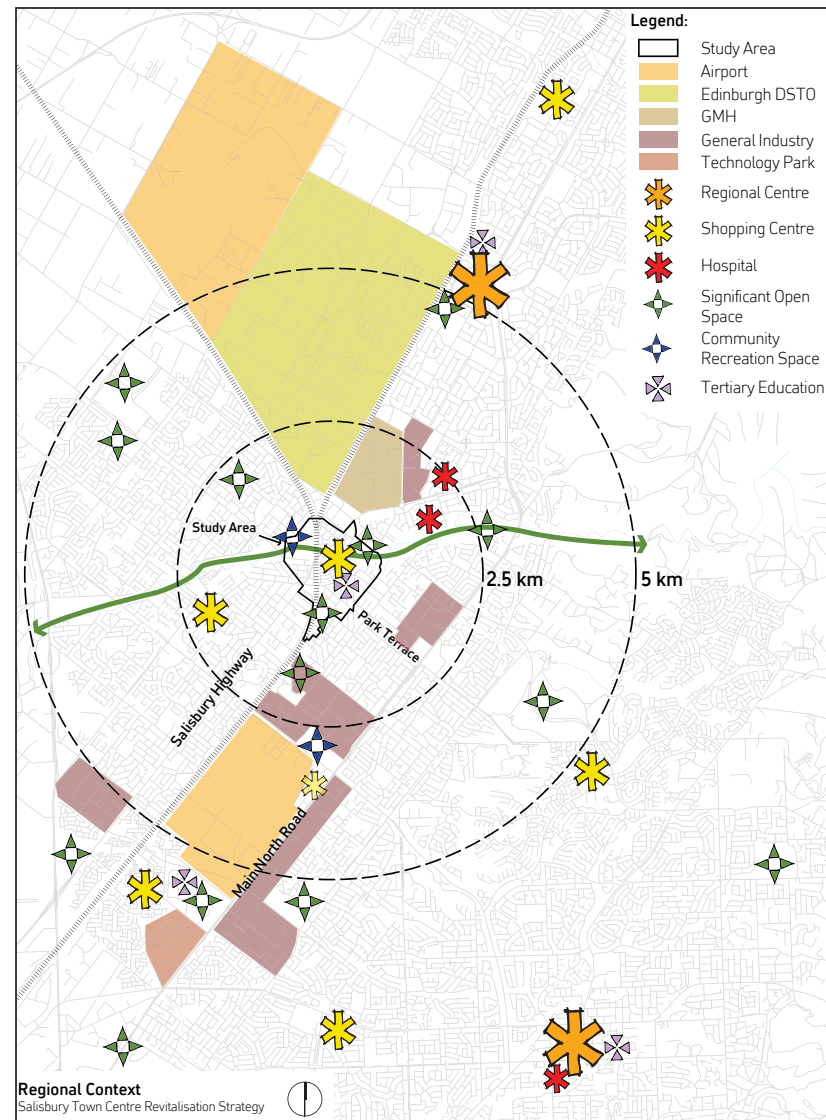 Legend:
Study Area
Airport
Edinburgh DSTO
GMH
General Industry
Technology Park
Regional Centre
Shopping Centre
Hospital
Significant Open
Space
Community
Recreation Space
Tertiary Education
Study Area
2.5 km
5 km
Park Terrace
Salisbury Highway
Main North Road
Regional Context
Salisbury Town Centre Revitalisation Strategy